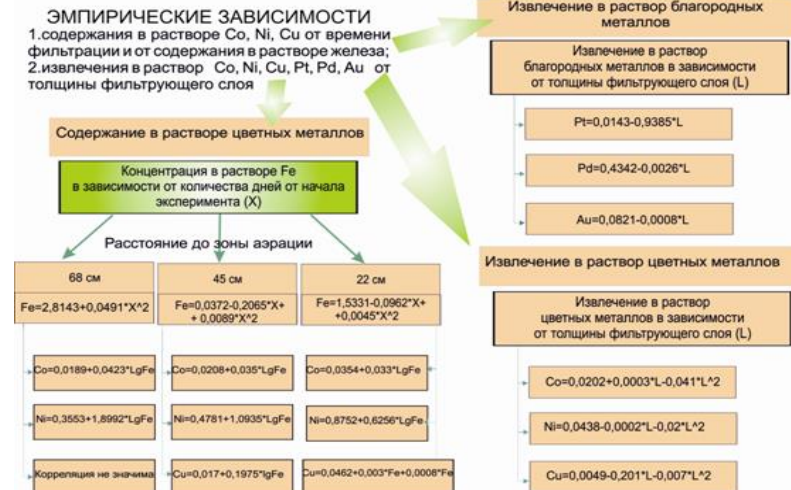 ЭМПИРИЧЕСКИЕ ЗАВИСИМОСТИ
1.содержания в растворе Co, Ni, Cu от времени
фильтрации и от содержания в растворе железа;
2.извлечения в раствор Co, Ni, Cu, Pt, Pd, Au от
толщины фильтрующего слоя
Содержание в растворе цветных металлов
Концентрация в растворе Fe
в зависимости от количества дней от начала
эксперимента (X)
Расстояние до зоны аэрации
68 см
45 см
22 см
Fe=2,8143+0,0491*X^2
Fe=0,0372-0,2065*X+
+ 0,0089*X^2
Fe=1,5331-0,0962*X+
+0,0045*X^2
Co=0,0189+0,0423*LgFe
Co=0,0208+0,035*LgFe
Co=0,0354+0,033*LgFe
Ni=0,3553+1,8992*LgFe
Ni=0,4781+1,0935*LgFe
Ni=0,8752+0,6256*LgFe
Корреляция не значима
Cu=0,017+0,1975*lgFe
Cu=0,0462+0,003*Fe+0,0008*Fe
Извлечение в раствор благородных
металлов
Извлечение в раствор
благородных металлов в зависимости
от толщины фильтрующего слоя (L)
Pt=0,0143-0,9385*L
Pd=0,4342-0,0026*L
Au=0,0821-0,0008*L
Извлечение в раствор цветных металлов
Извлечение в раствор
цветных металлов в зависимости
от толщины фильтрующего слоя (L)
Co=0,0202+0,0003*L-0,041*L^2
Ni=0,0438-0,0002*L-0,02*L^2
Cu=0,0049-0,201*L-0,007*L^2